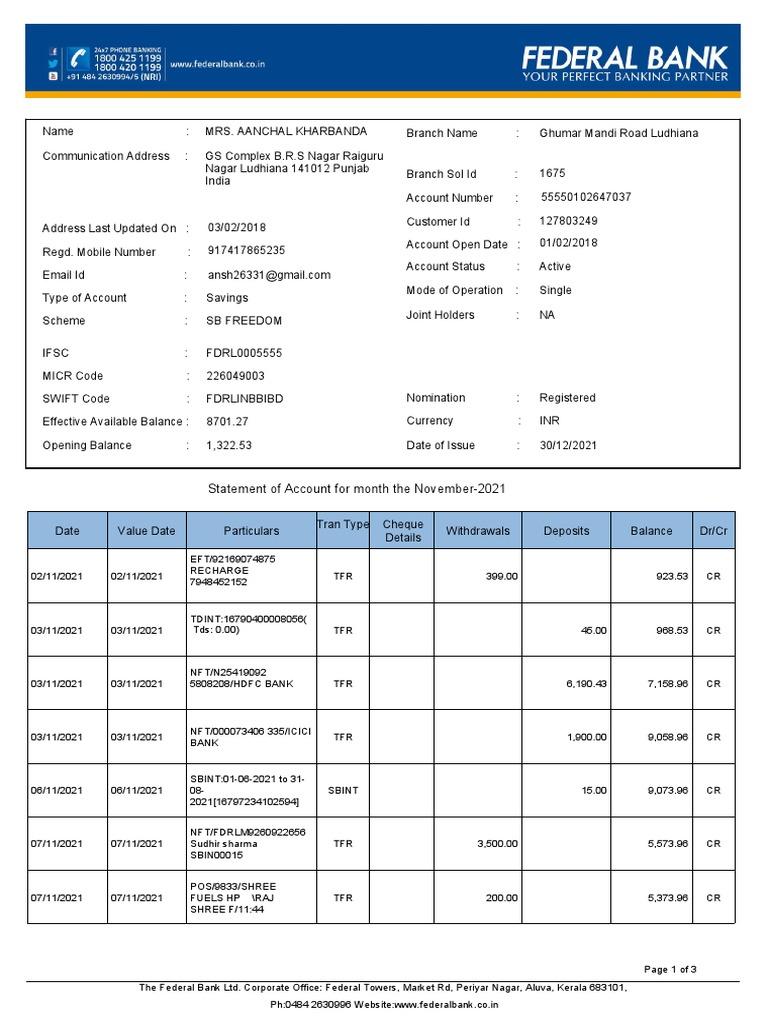 24x7 PHONE BANKING
1800 425 1199
1800 420 1199
+91 484 2630994/5 (NRI)
www.federalbank.co.in
FEDERAL BANK
YOUR PERFECT BANKING PARTNER
Name : MRS. AANCHAL KHARBANDA
Communication Address : GS Complex B.R.S Nagar Raiguru
Nagar Ludhiana 141012 Punjab
India
Address Last Updated On : 03/02/2018
Regd. Mobile Number : 917417865235
Email Id : ansh26331@gmail.com
Type of Account : Savings
Scheme : SB FREEDOM
IFSC : FDRL0005555
MICR Code : 226049003
SWIFT Code : FDRLINBBIBD
Effective Available Balance : 8701.27
Opening Balance : 1,322.53
Branch Name : Ghumar Mandi Road Ludhiana
Branch Sol Id : 1675
Account Number : 55550102647037
Customer Id : 127803249
Account Open Date : 01/02/2018
Account Status : Active
Mode of Operation : Single
Joint Holders : NA
Nomination : Registered
Currency : INR
Date of Issue : 30/12/2021
Statement of Account for month the November-2021
Date Value Date Particulars Tran Type Cheque Details Withdrawals Deposits Balance Dr/Cr
02/11/2021 02/11/2021 EFT/92169074875
RECHARGE
7948452152 TFR 399.00 923.53 CR
03/11/2021 03/11/2021 TDINT:16790400008056(
Tds: 0.00) TFR 45.00 968.53 CR
03/11/2021 03/11/2021 NFT/N25419092
5808208/HDFC BANK TFR 6,190.43 7,158.96 CR
03/11/2021 03/11/2021 NFT/000073406 335/ICICI
BANK TFR 1,900.00 9,058.96 CR
06/11/2021 06/11/2021 SBINT:01-06-2021 to 31-
08-
2021[16797234102594] SBINT 15.00 9,073.96 CR
07/11/2021 07/11/2021 NFT/FDRLM9260922656
Sudhir sharma
SBIN00015 TFR 3,500.00 5,573.96 CR
07/11/2021 07/11/2021 POS/9833/SHREE
FUELS HP \RAJ
SHREE F/11:44 TFR 200.00 5,373.96 CR
Page 1 of 3
The Federal Bank Ltd. Corporate Office: Federal Towers, Market Rd, Periyar Nagar, Aluva, Kerala 683101,
Ph:0484 2630996 Website:www.federalbank.co.in